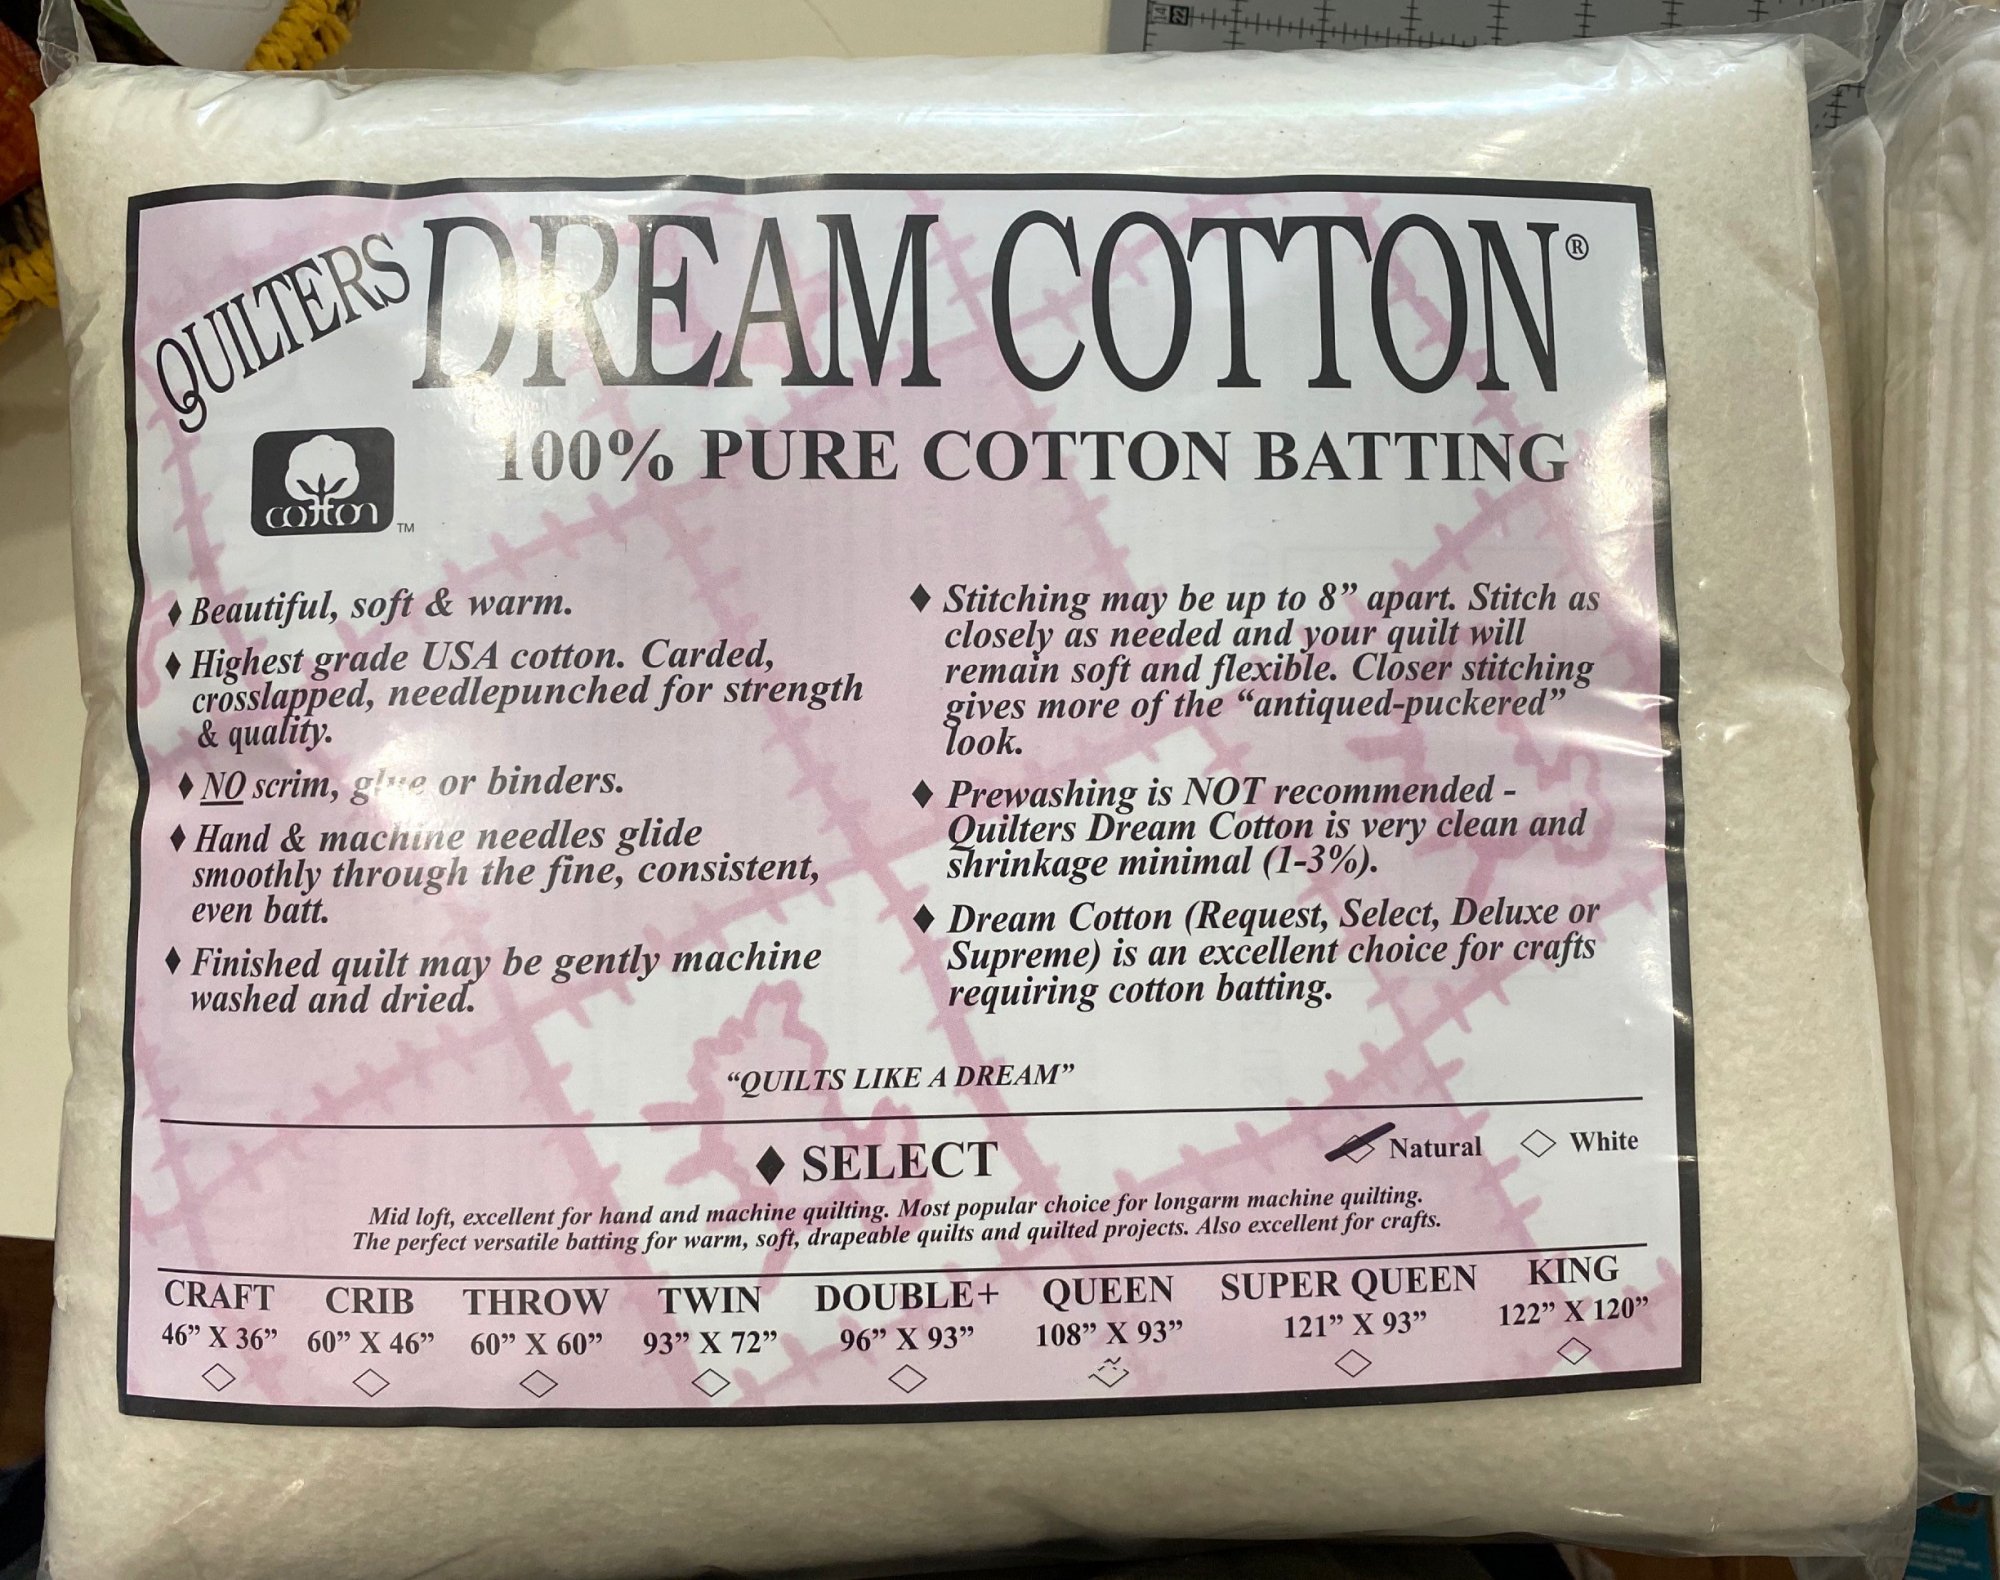 QUILTERS DREAM COTTON®
100% PURE COTTON BATTING
cotton ™
♦ Beautiful, soft & warm.
♦ Highest grade USA cotton. Carded,
crosslapped, needlepunched for strength
& quality.
♦ NO scrim, glue or binders.
♦ Hand & machine needles glide
smoothly through the fine, consistent,
even batt.
♦ Finished quilt may be gently machine
washed and dried.
♦ Stitching may be up to 8” apart. Stitch as
closely as needed and your quilt will
remain soft and flexible. Closer stitching
gives more of the “antiqued-puckered”
look.
♦ Prewashing is NOT recommended -
Quilters Dream Cotton is very clean and
shrinkage minimal (1-3%).
♦ Dream Cotton (Request, Select, Deluxe or
Supreme) is an excellent choice for crafts
requiring cotton batting.
“QUILTS LIKE A DREAM”
♦ SELECT
◇ Natural ◇ White
Mid loft, excellent for hand and machine quilting. Most popular choice for longarm machine quilting.
The perfect versatile batting for warm, soft, drapeable quilts and quilted projects. Also excellent for crafts.
CRAFT CRIB THROW TWIN DOUBLE+ QUEEN SUPER QUEEN KING
46” X 36” 60” X 46” 60” X 60” 93” X 72” 96” X 93” 108” X 93” 121” X 93” 122” X 120”